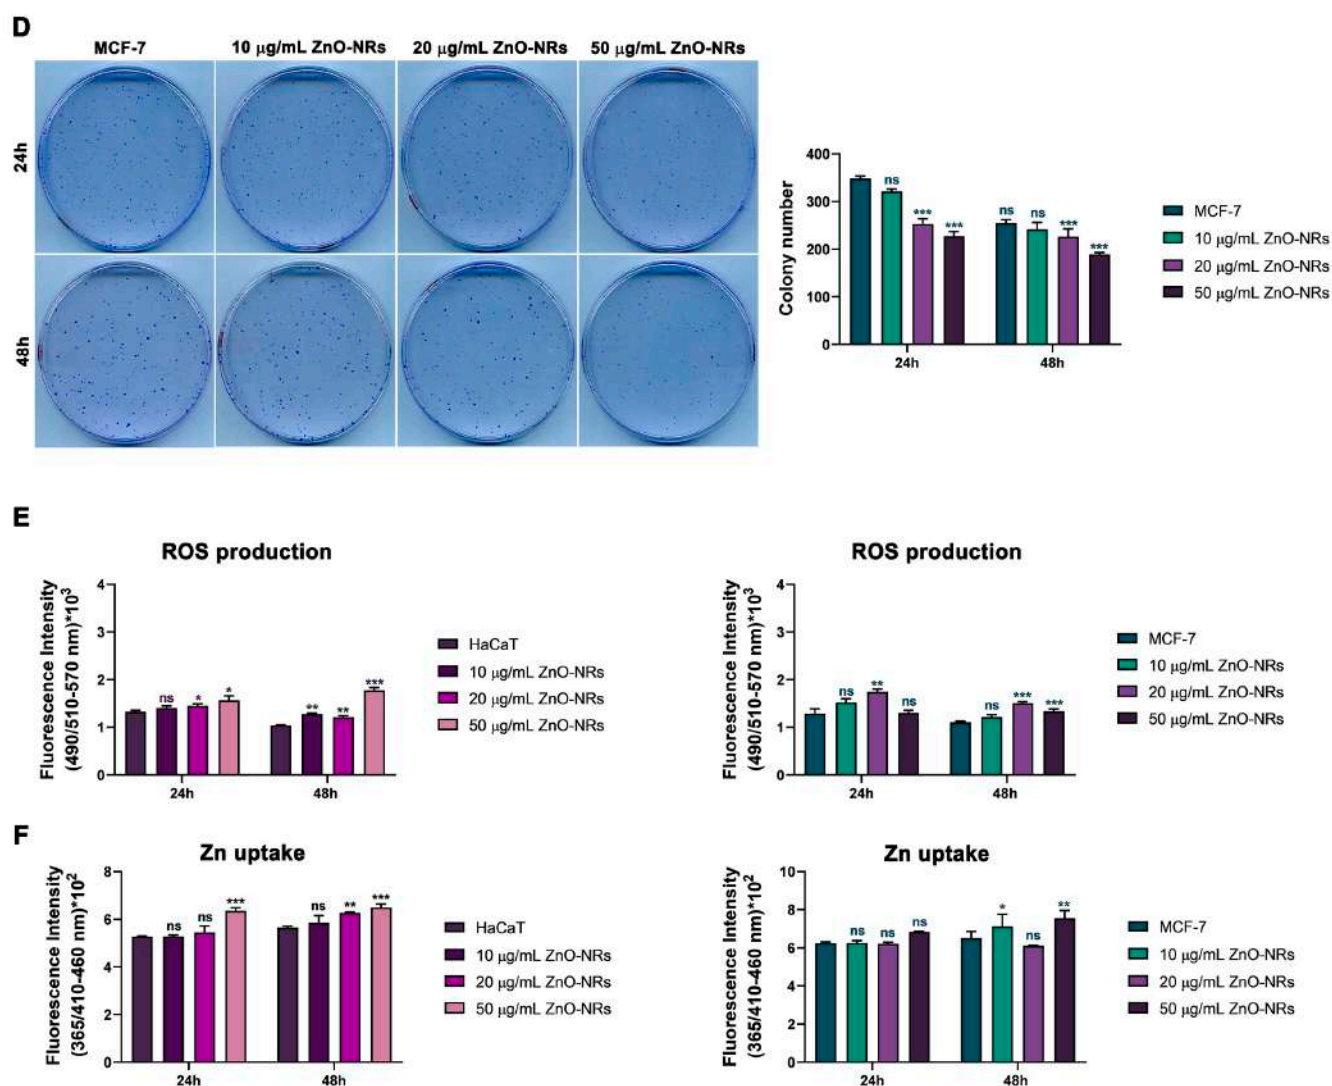 D
MCF-7 10 μg/mL ZnO-NRs 20 μg/mL ZnO-NRs 50 μg/mL ZnO-NRs
24h
48h
Colony number
400
300
200
100
0
ns
***
***
ns
ns
***
***
24h 48h
MCF-7
10 μg/mL ZnO-NRs
20 μg/mL ZnO-NRs
50 μg/mL ZnO-NRs
E
ROS production
Fluorescence Intensity
(490/510-570 nm)*10³
4
3
2
1
0
ns
*
*
**
**
***
24h 48h
HaCaT
10 μg/mL ZnO-NRs
20 μg/mL ZnO-NRs
50 μg/mL ZnO-NRs
ROS production
Fluorescence Intensity
(490/510-570 nm)*10³
4
3
2
1
0
ns
**
ns
ns
***
***
24h 48h
MCF-7
10 μg/mL ZnO-NRs
20 μg/mL ZnO-NRs
50 μg/mL ZnO-NRs
F
Zn uptake
Fluorescence Intensity
(365/410-460 nm)*10²
8
6
4
2
0
ns
ns
***
ns
**
***
24h 48h
HaCaT
10 μg/mL ZnO-NRs
20 μg/mL ZnO-NRs
50 μg/mL ZnO-NRs
Zn uptake
Fluorescence Intensity
(365/410-460 nm)*10²
10
8
6
4
2
0
ns
ns
ns
*
ns
**
24h 48h
MCF-7
10 μg/mL ZnO-NRs
20 μg/mL ZnO-NRs
50 μg/mL ZnO-NRs